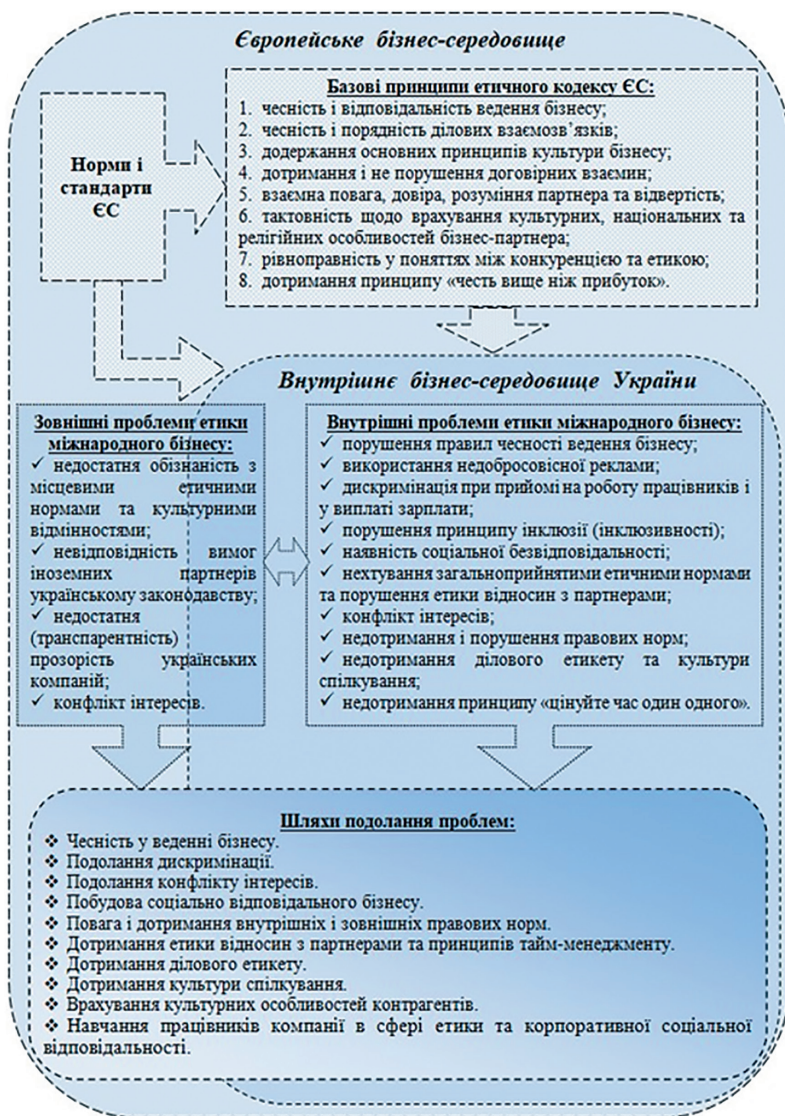 Європейське бізнес-середовище
Норми і
стандарти
ЄС
Базові принципи етичного кодексу ЄС:
1. чесність і відповідальність ведення бізнесу;
2. чесність і порядність ділових взаємозв’язків;
3. додержання основних принципів культури бізнесу;
4. дотримання і не порушення договірних взаємин;
5. взаємна повага, довіра, розуміння партнера та відвертість;
6. тактовність щодо врахування культурних, національних та
релігійних особливостей бізнес-партнера;
7. рівноправність у поняттях між конкуренцією та етикою;
8. дотримання принципу «честь вище ніж прибуток».
Внутрішнє бізнес-середовище України
Зовнішні проблеми етики
міжнародного бізнесу:
✓ недостатня обізнаність з
місцевими етичними
нормами та культурними
відмінностями;
✓ невідповідність вимог
іноземних партнерів
українському законодавству;
✓ недостатня
(транспарентність)
прозорість українських
компаній;
✓ конфлікт інтересів.
Внутрішні проблеми етики міжнародного бізнесу:
✓ порушення правил чесності ведення бізнесу;
✓ використання недобросовісної реклами;
✓ дискримінація при прийомі на роботу працівників і
у виплаті зарплати;
✓ порушення принципу інклюзії (інклюзивності);
✓ наявність соціальної безвідповідальності;
✓ нехтування загальноприйнятими етичними нормами
та порушення етики відносин з партнерами;
✓ конфлікт інтересів;
✓ недотримання і порушення правових норм;
✓ недотримання ділового етикету та культури
спілкування;
✓ недотримання принципу «цінуйте час один одного».
Шляхи подолання проблем:
❖ Чесність у веденні бізнесу.
❖ Подолання дискримінації.
❖ Подолання конфлікту інтересів.
❖ Побудова соціально відповідального бізнесу.
❖ Повага і дотримання внутрішніх і зовнішніх правових норм.
❖ Дотримання етики відносин з партнерами та принципів тайм-менеджменту.
❖ Дотримання ділового етикету.
❖ Дотримання культури спілкування.
❖ Врахування культурних особливостей контрагентів.
❖ Навчання працівників компанії в сфері етики та корпоративної соціальної
відповідальності.